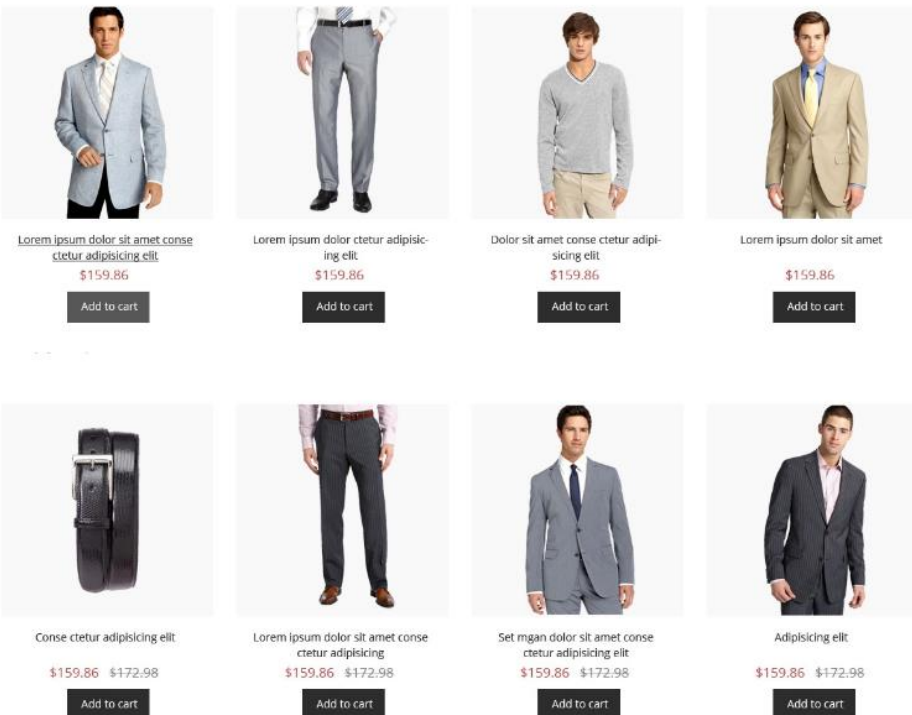 Lorem ipsum dolor sit amet conse
ctetur adipisicing elit
$159.86
Add to cart
Lorem ipsum dolor ctetur adipisic-
ing elit
$159.86
Add to cart
Dolor sit amet conse ctetur adipi-
sicing elit
$159.86
Add to cart
Lorem ipsum dolor sit amet
$159.86
Add to cart
Conse ctetur adipisicing elit
$159.86 $172.98
Add to cart
Lorem ipsum dolor sit amet conse
ctetur adipisicing
$159.86 $172.98
Add to cart
Set mgan dolor sit amet conse
ctetur adipisicing elit
$159.86 $172.98
Add to cart
Adipisicing elit
$159.86 $172.98
Add to cart